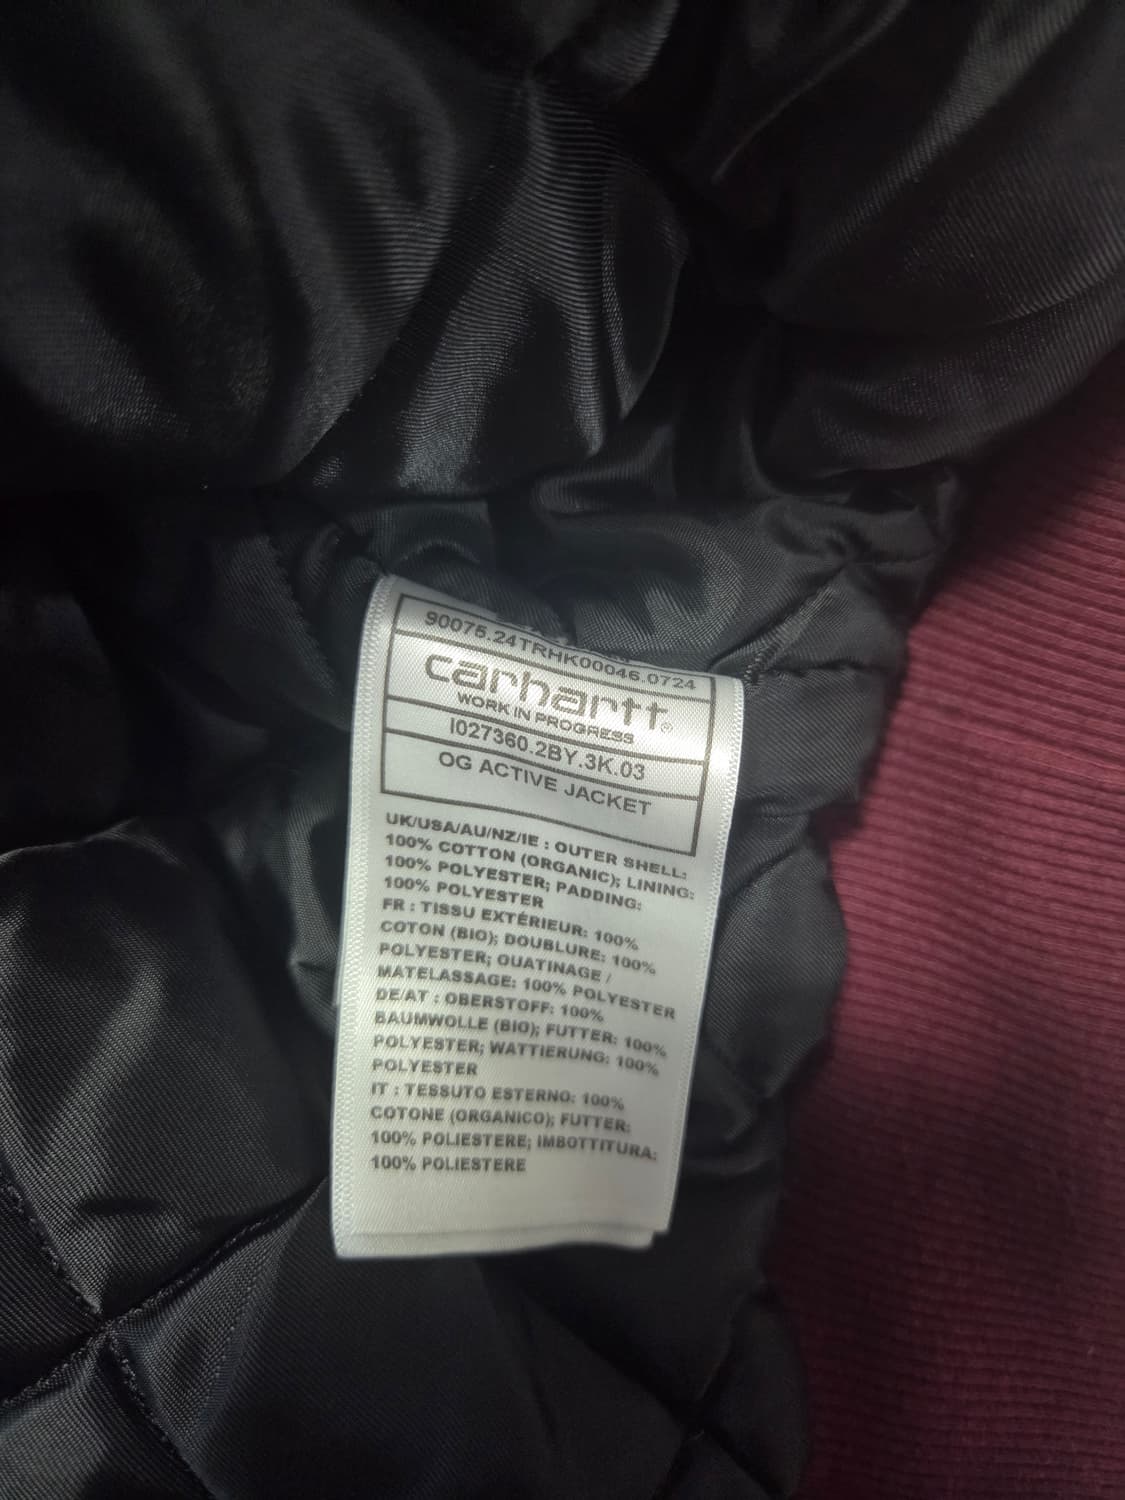 90075.24TRHK00046.0724
carhartt®
WORK IN PROGRESS
I027360.2BY.3K.03
OG ACTIVE JACKET
UK/USA/AU/NZ/IE : OUTER SHELL:
100% COTTON (ORGANIC); LINING:
100% POLYESTER; PADDING:
100% POLYESTER
FR : TISSU EXTÉRIEUR: 100%
COTON (BIO); DOUBLURE: 100%
POLYESTER; OUATINAGE /
MATELASSAGE: 100% POLYESTER
DE/AT : OBERSTOFF: 100%
BAUMWOLLE (BIO); FUTTER: 100%
POLYESTER; WATTIERUNG: 100%
POLYESTER
IT : TESSUTO ESTERNO: 100%
COTONE (ORGANICO); FUTTER:
100% POLIESTERE; IMBOTTITURA:
100% POLIESTERE